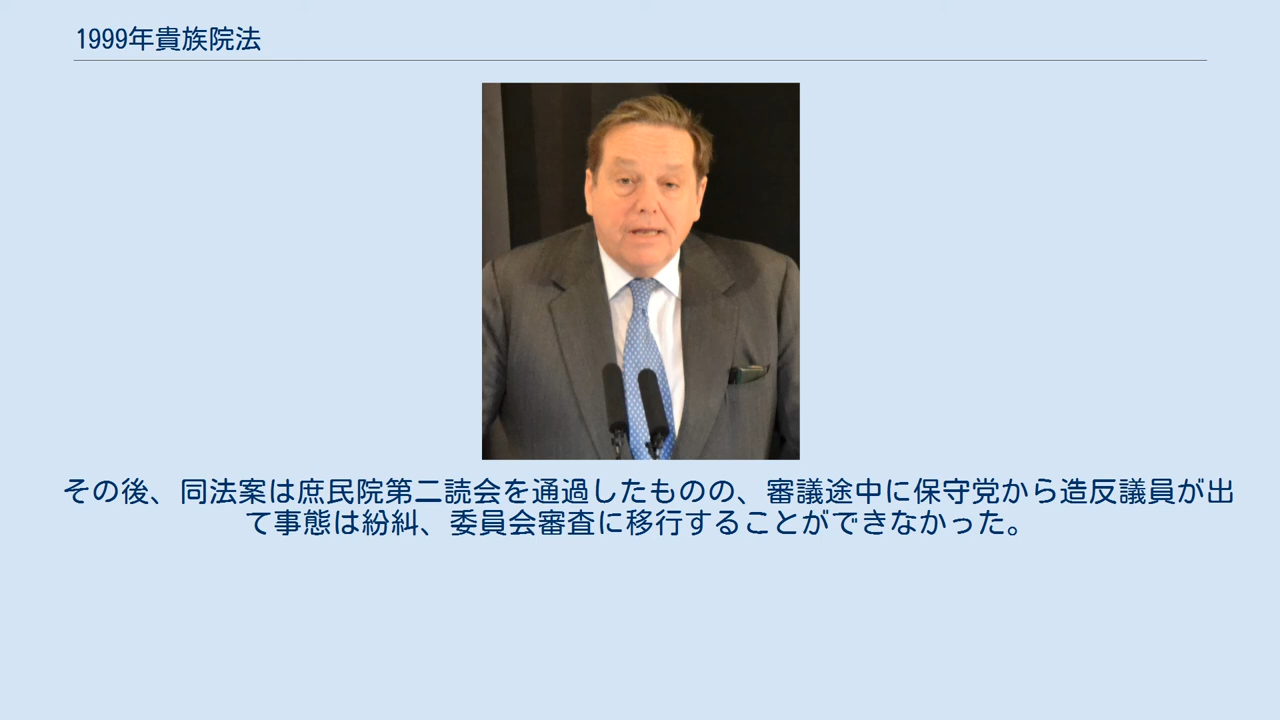 1999年貴族院法
その後、同法案は庶民院第二読会を通過したものの、審議途中に保守党から造反議員が出
て事態は紛糾、委員会審査に移行することができなかった。